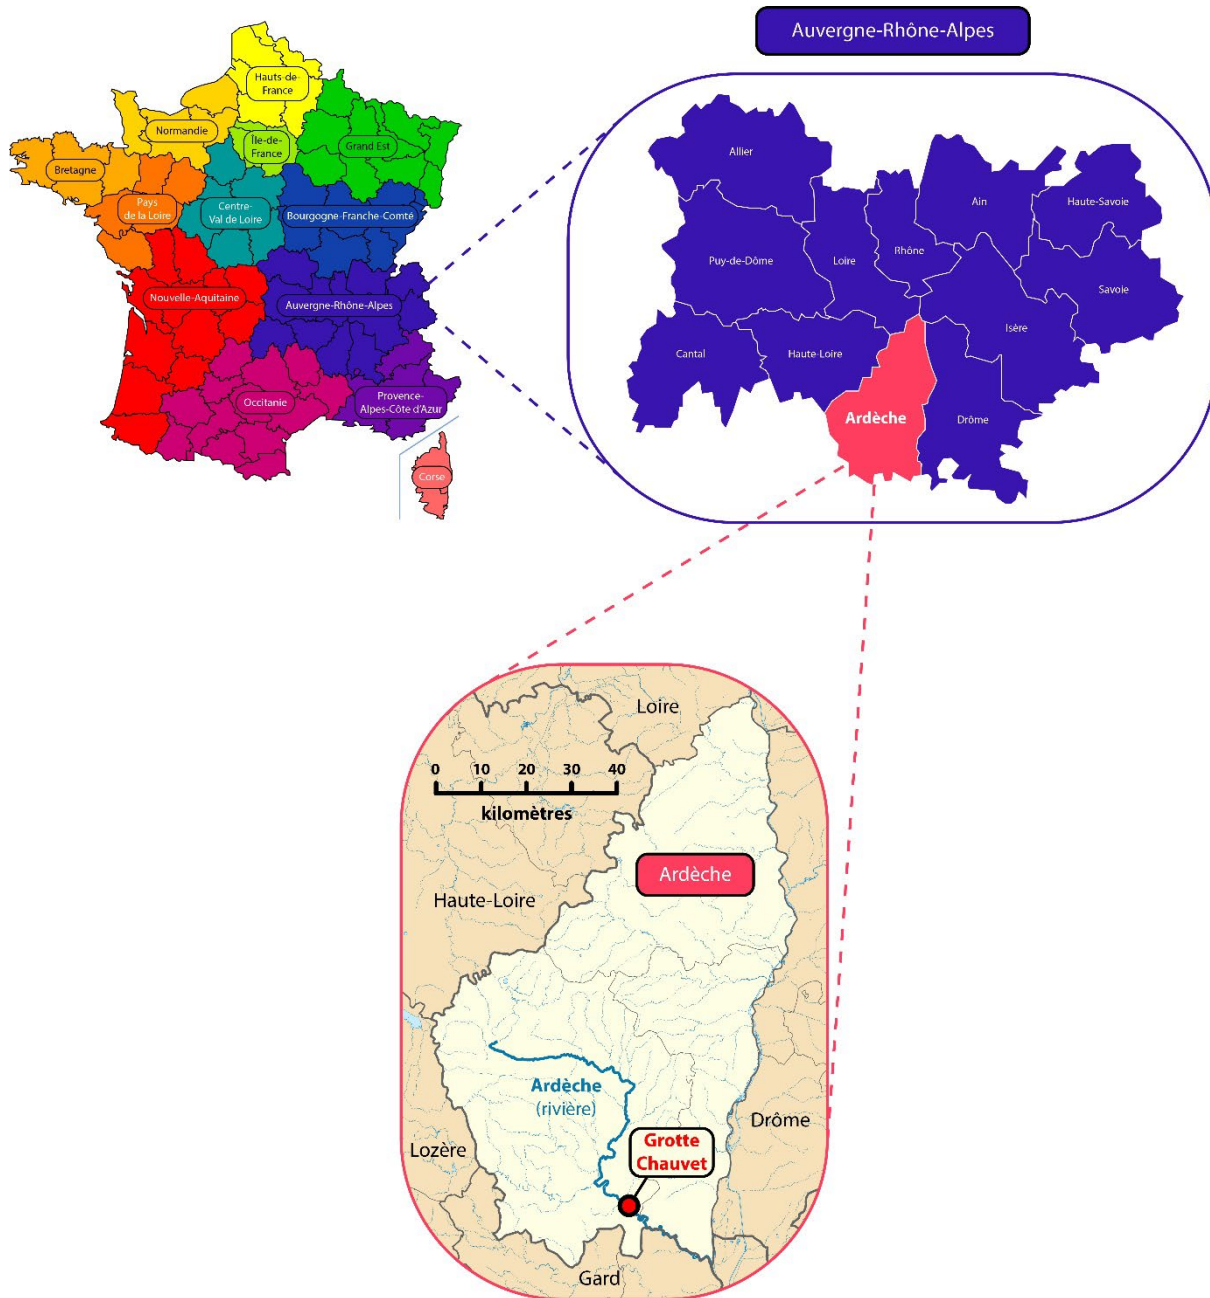 Auvergne-Rhône-Alpes
Hauts-de-
France
Normandie
Île-de-
France
Grand Est
Bretagne
Pays
de la Loire
Centre-
Val de Loire
Bourgogne-Franche-Comté
Nouvelle-Aquitaine
Auvergne-Rhône-Alpes
Occitanie
Provence-
Alpes-Côte d'Azur
Corse
Allier
Ain
Haute-Savoie
Puy-de-Dôme
Loire
Rhône
Savoie
Isère
Cantal
Haute-Loire
Ardèche
Drôme
Loire
0 10 20 30 40
kilomètres
Ardèche
Haute-Loire
Ardèche
(rivière)
Drôme
Grotte
Chauvet
Lozère
Gard